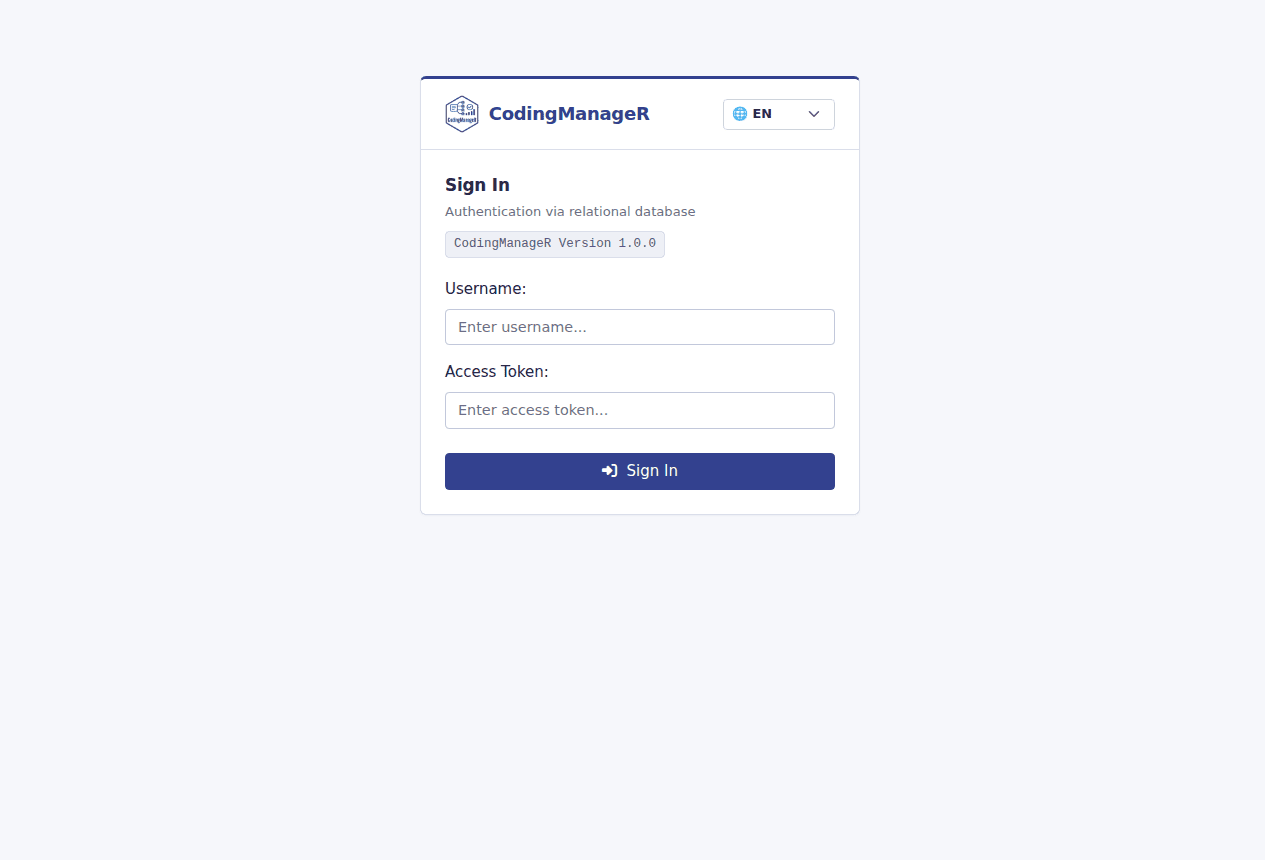 CodingManageR
CodingManageR
EN
Sign In
Authentication via relational database
CodingManageR Version 1.0.0
Username:
Enter username...
Access Token:
Enter access token...
Sign In